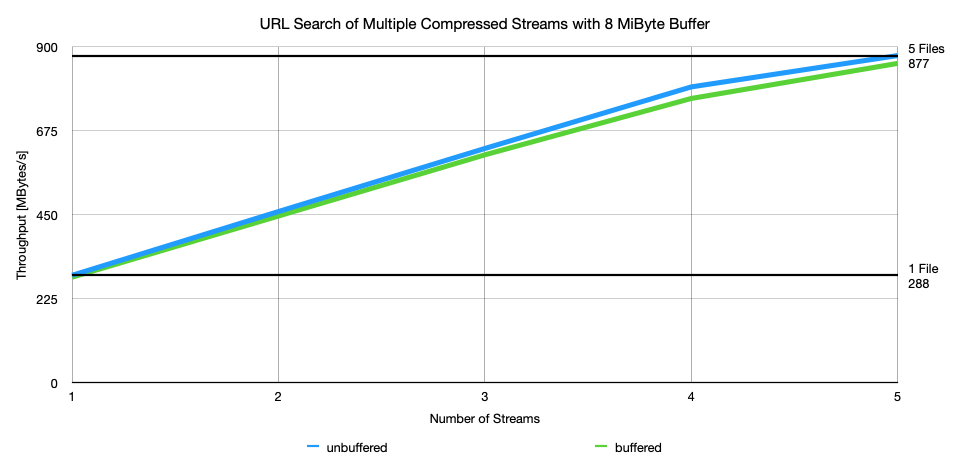 URL Search of Multiple Compressed Streams with 8 MiByte Buffer
900
675
450
225
0
Throughput [MBytes/s]
5 Files
877
1 File
288
1
2
3
4
5
Number of Streams
unbuffered
buffered